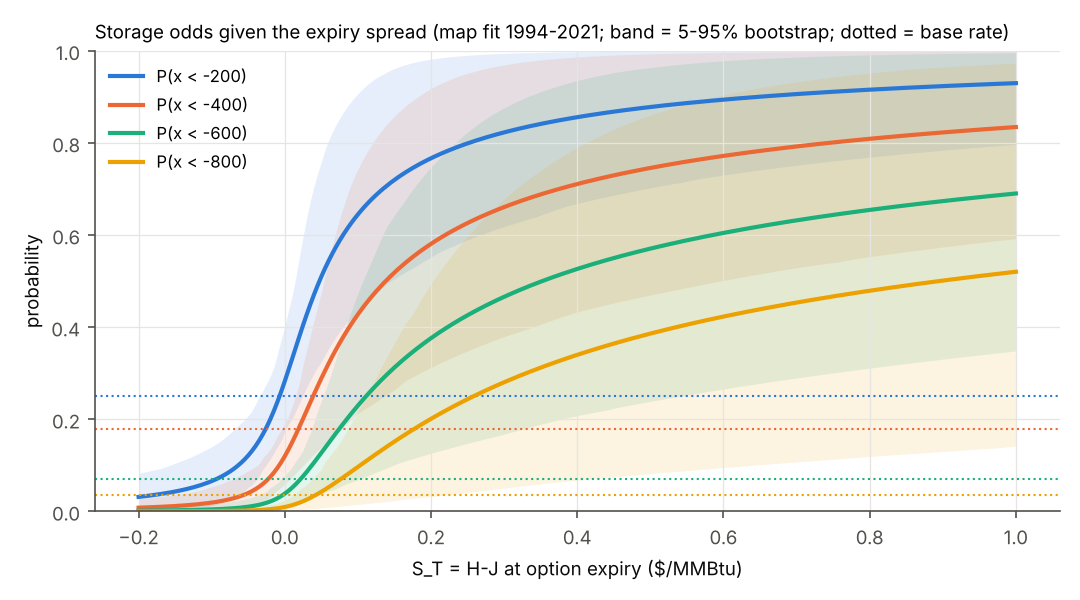 Storage odds given the expiry spread (map fit 1994-2021; band = 5-95% bootstrap; dotted = base rate)
1.0
0.8
0.6
0.4
0.2
0.0
probability
P(x < -200)
P(x < -400)
P(x < -600)
P(x < -800)
−0.2
0.0
0.2
0.4
0.6
0.8
1.0
S_T = H-J at option expiry ($/MMBtu)